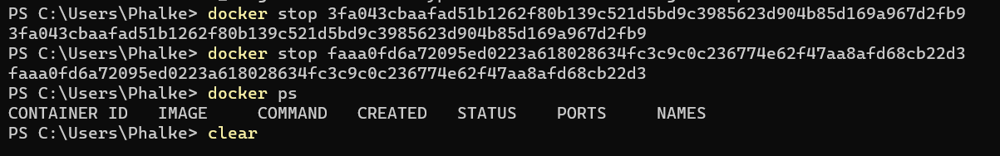 PS C:\Users\Phalke> docker stop 3fa043cbaafad51b1262f80b139c521d5bd9c3985623d904b85d169a967d2fb9
3fa043cbaafad51b1262f80b139c521d5bd9c3985623d904b85d169a967d2fb9
PS C:\Users\Phalke> docker stop faaa0fd6a72095ed0223a618028634fc3c9c0c236774e62f47aa8afd68cb22d3
faaa0fd6a72095ed0223a618028634fc3c9c0c236774e62f47aa8afd68cb22d3
PS C:\Users\Phalke> docker ps
CONTAINER ID   IMAGE     COMMAND   CREATED   STATUS    PORTS     NAMES
PS C:\Users\Phalke> clear